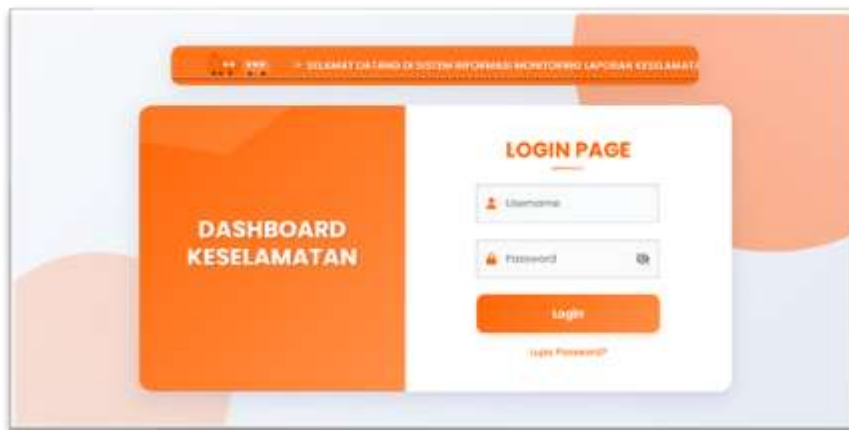 SELAMAT DATANG DI SISTEM INFORMASI MONITORING LAPORAN KESELAMATA
DASHBOARD
KESELAMATAN
LOGIN PAGE
Username
Password
Login
Lupa Password?